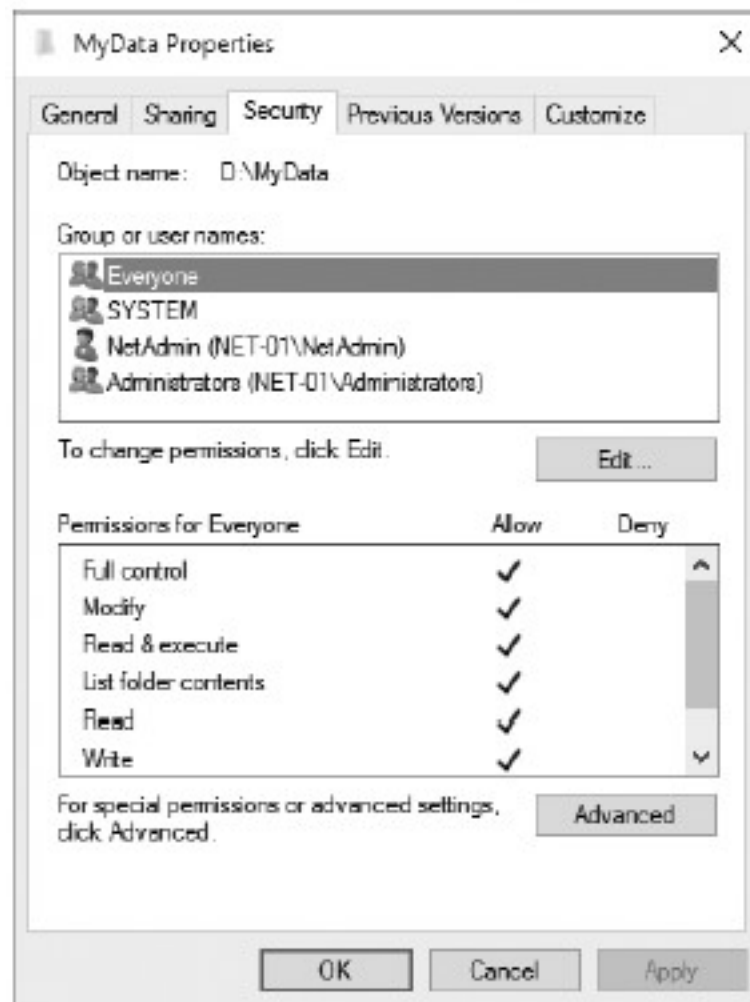 MyData Properties
General Sharing Security Previous Versions Customize
Object name: D:\MyData
Group or user names:
Everyone
SYSTEM
NetAdmin (NET-01\NetAdmin)
Administrators (NET-01\Administrators)
To change permissions, click Edit.
Edit...
Permissions for Everyone Allow Deny
Full control
Modify
Read & execute
List folder contents
Read
Write
For special permissions or advanced settings,
click Advanced.
Advanced
OK Cancel Apply